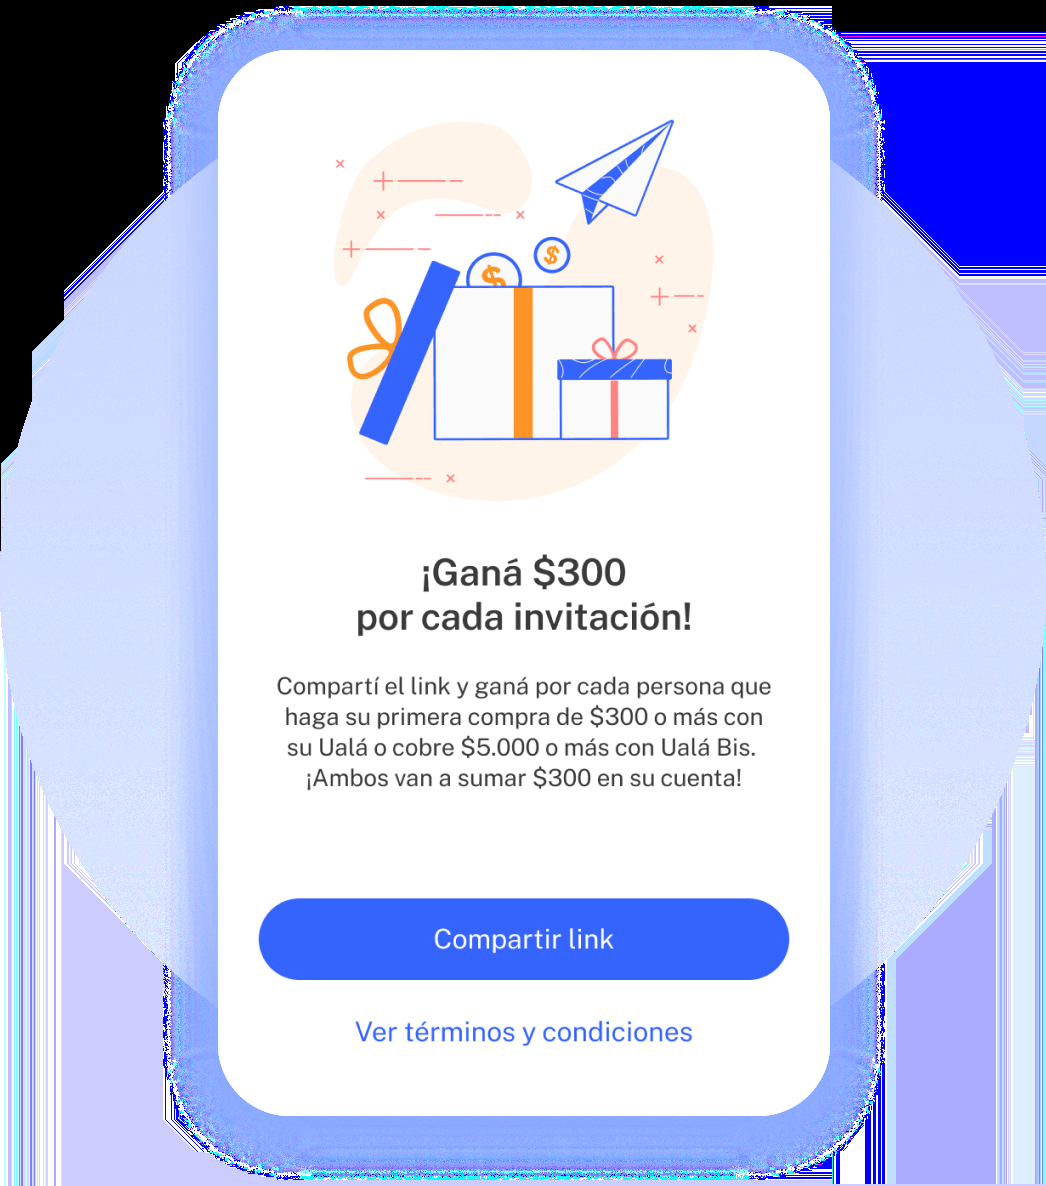 $
$
¡Ganá $300
por cada invitación!
Compartí el link y ganá por cada persona que
haga su primera compra de $300 o más con
su Ualá o cobre $5.000 o más con Ualá Bis.
¡Ambos van a sumar $300 en su cuenta!
Compartir link
Ver términos y condiciones